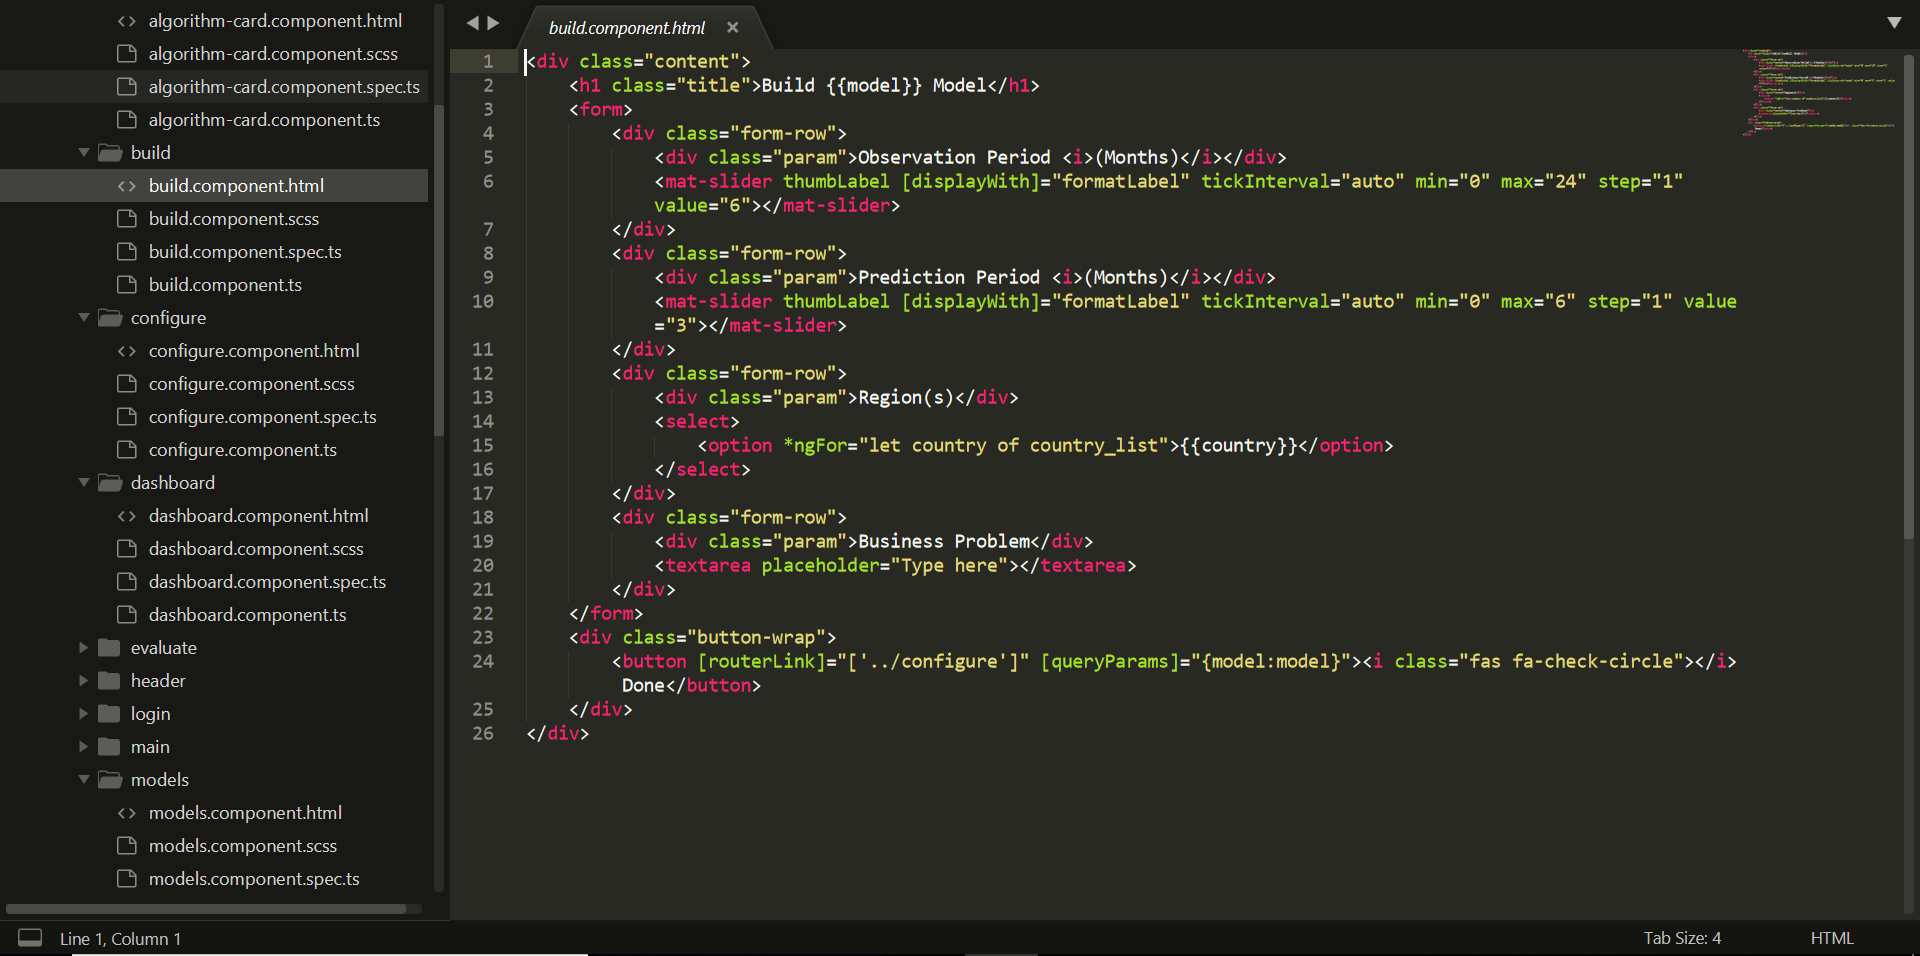 algorithm-card.component.html
algorithm-card.component.scss
algorithm-card.component.spec.ts
algorithm-card.component.ts
build
build.component.html
build.component.scss
build.component.spec.ts
build.component.ts
configure
configure.component.html
configure.component.scss
configure.component.spec.ts
configure.component.ts
dashboard
dashboard.component.html
dashboard.component.scss
dashboard.component.spec.ts
dashboard.component.ts
evaluate
header
login
main
models
models.component.html
models.component.scss
models.component.spec.ts
build.component.html ×
1 <div class="content">
2     <h1 class="title">Build {{model}} Model</h1>
3     <form>
4         <div class="form-row">
5             <div class="param">Observation Period <i>(Months)</i></div>
6             <mat-slider thumbLabel [displayWith]="formatLabel" tickInterval="auto" min="0" max="24" step="1"
            value="6"></mat-slider>
7         </div>
8         <div class="form-row">
9             <div class="param">Prediction Period <i>(Months)</i></div>
10             <mat-slider thumbLabel [displayWith]="formatLabel" tickInterval="auto" min="0" max="6" step="1" value
            ="3"></mat-slider>
11         </div>
12         <div class="form-row">
13             <div class="param">Region(s)</div>
14             <select>
15                 <option *ngFor="let country of country_list">{{country}}</option>
16             </select>
17         </div>
18         <div class="form-row">
19             <div class="param">Business Problem</div>
20             <textarea placeholder="Type here"></textarea>
21         </div>
22     </form>
23     <div class="button-wrap">
24         <button [routerLink]="['../configure']" [queryParams]="{model:model}"><i class="fas fa-check-circle"></i>
         Done</button>
25     </div>
26 </div>
Line 1, Column 1
Tab Size: 4
HTML